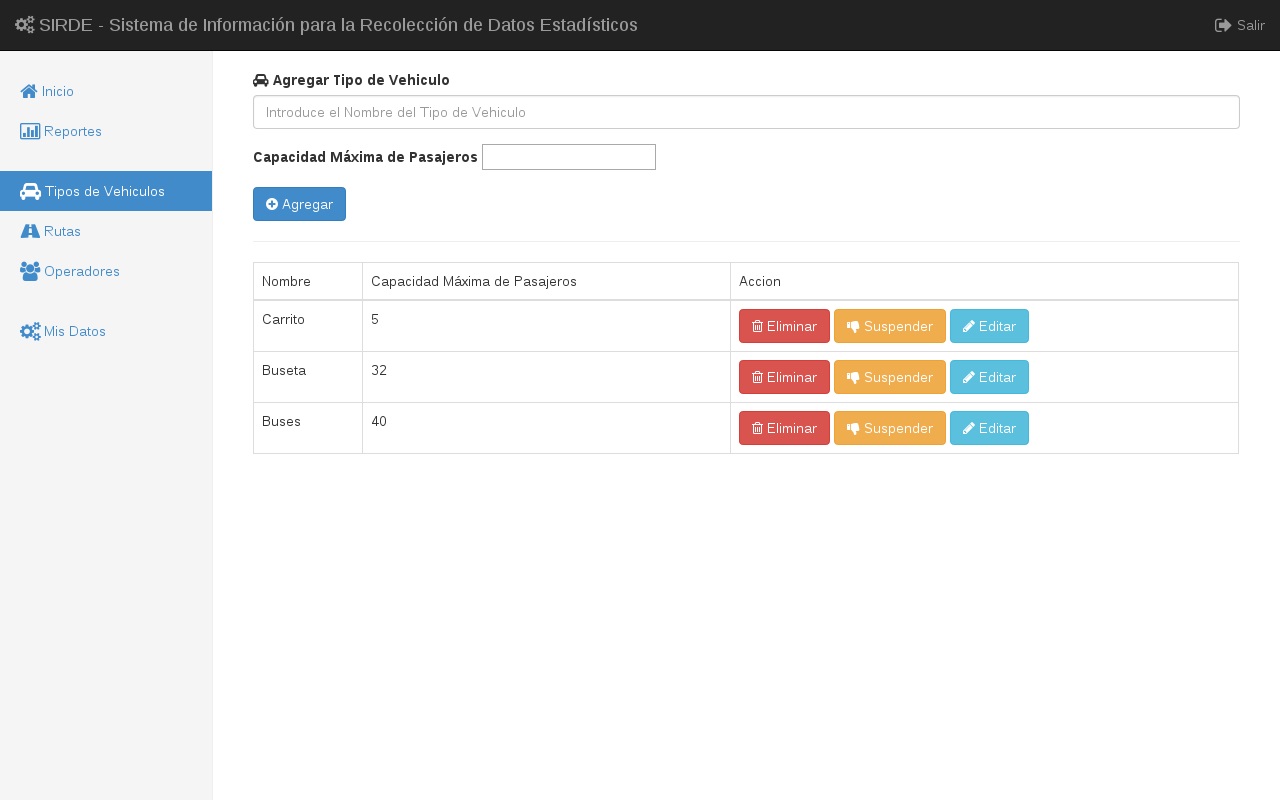 SIRDE - Sistema de Información para la Recolección de Datos Estadísticos
Salir
Inicio
Reportes
Tipos de Vehiculos
Rutas
Operadores
Mis Datos
Agregar Tipo de Vehiculo
Introduce el Nombre del Tipo de Vehiculo
Capacidad Máxima de Pasajeros
Agregar
Nombre Capacidad Máxima de Pasajeros Accion
Carrito 5 Eliminar Suspender Editar
Buseta 32 Eliminar Suspender Editar
Buses 40 Eliminar Suspender Editar